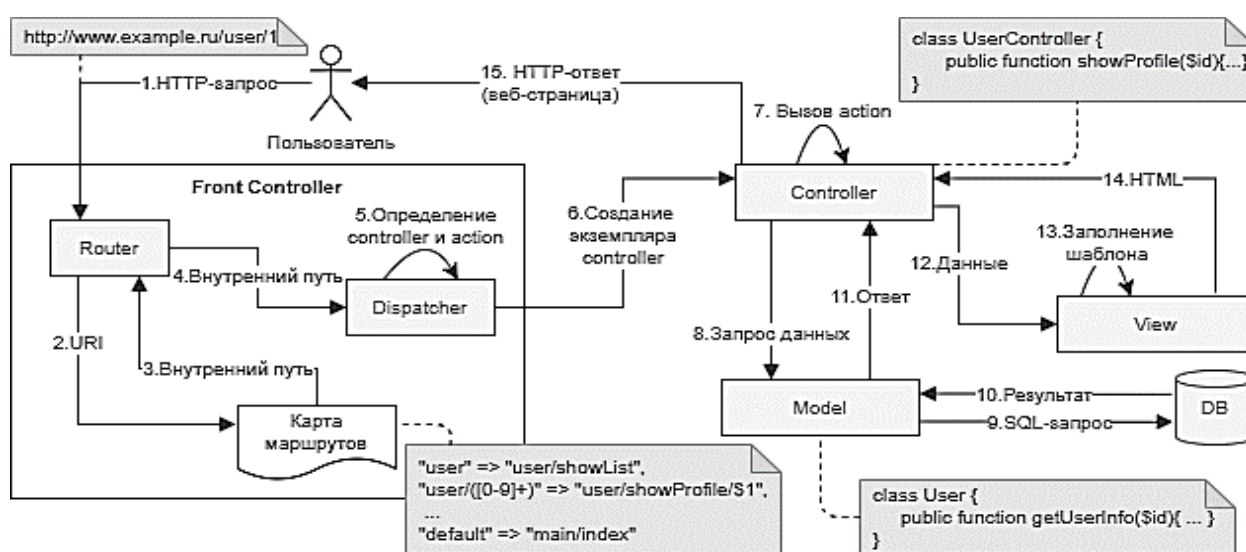 http://www.example.ru/user/1
1.HTTP-запрос
Пользователь
15. HTTP-ответ
(веб-страница)
class UserController {
public function showProfile($id){...}
}
7. Вызов action
Front Controller
Controller
14.HTML
5.Определение
controller и action
6.Создание
экземпляра
controller
Router
4.Внутренний путь
Dispatcher
13.Заполнение
шаблона
12.Данные
11.Ответ
View
2.URI
8.Запрос данных
3.Внутренний путь
Карта
маршрутов
Model
10.Результат
9.SQL-запрос
DB
"user" => "user/showList",
"user/([0-9]+)" => "user/showProfile/$1",
...
"default" => "main/index"
class User {
public function getUserInfo($id){ ... }
}